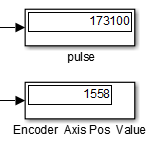 173100
pulse
1558
Encoder Axis Pos Value